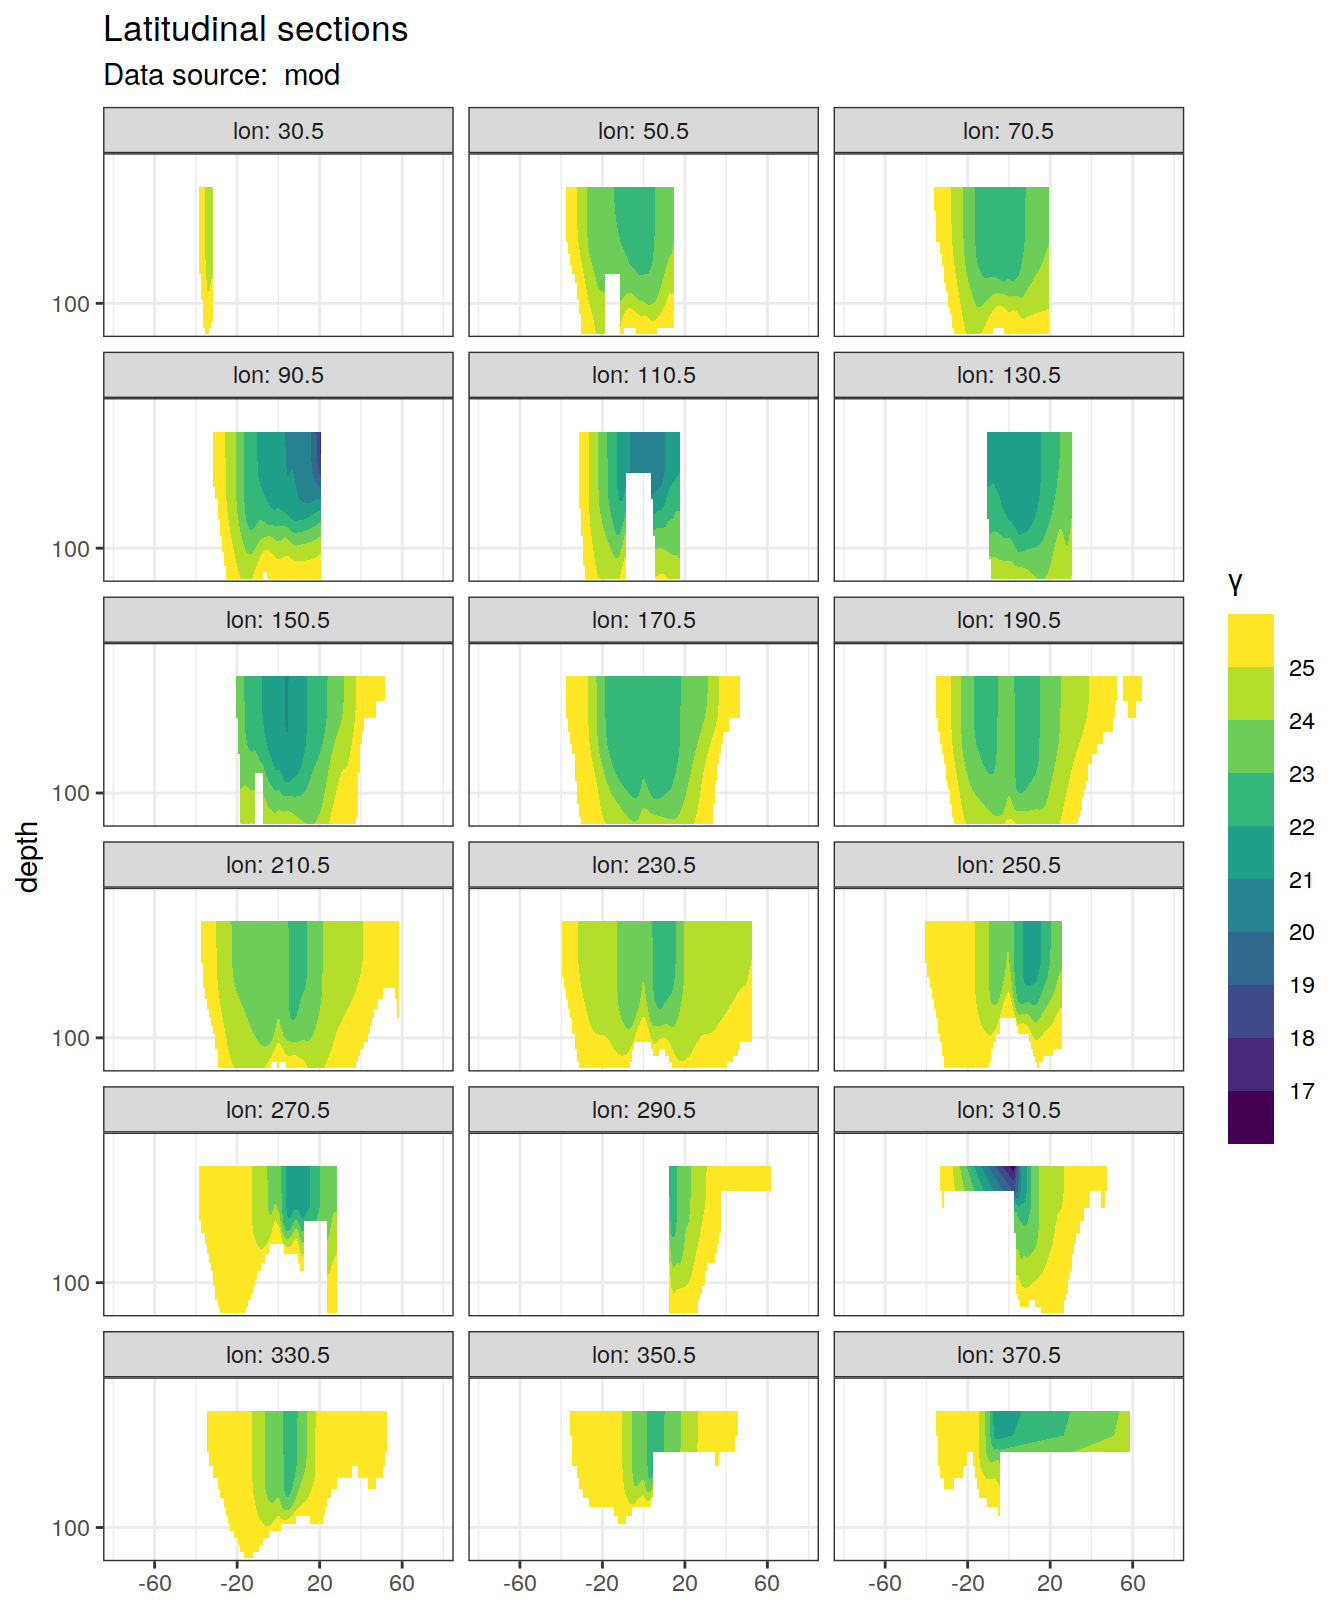 Latitudinal sections
Data source:  mod
lon: 30.5
lon: 50.5
lon: 70.5
100
lon: 90.5
lon: 110.5
lon: 130.5
100
lon: 150.5
lon: 170.5
lon: 190.5
100
lon: 210.5
lon: 230.5
lon: 250.5
100
lon: 270.5
lon: 290.5
lon: 310.5
100
lon: 330.5
lon: 350.5
lon: 370.5
100
-60 -20 20 60
-60 -20 20 60
-60 -20 20 60
depth
γ
25
24
23
22
21
20
19
18
17